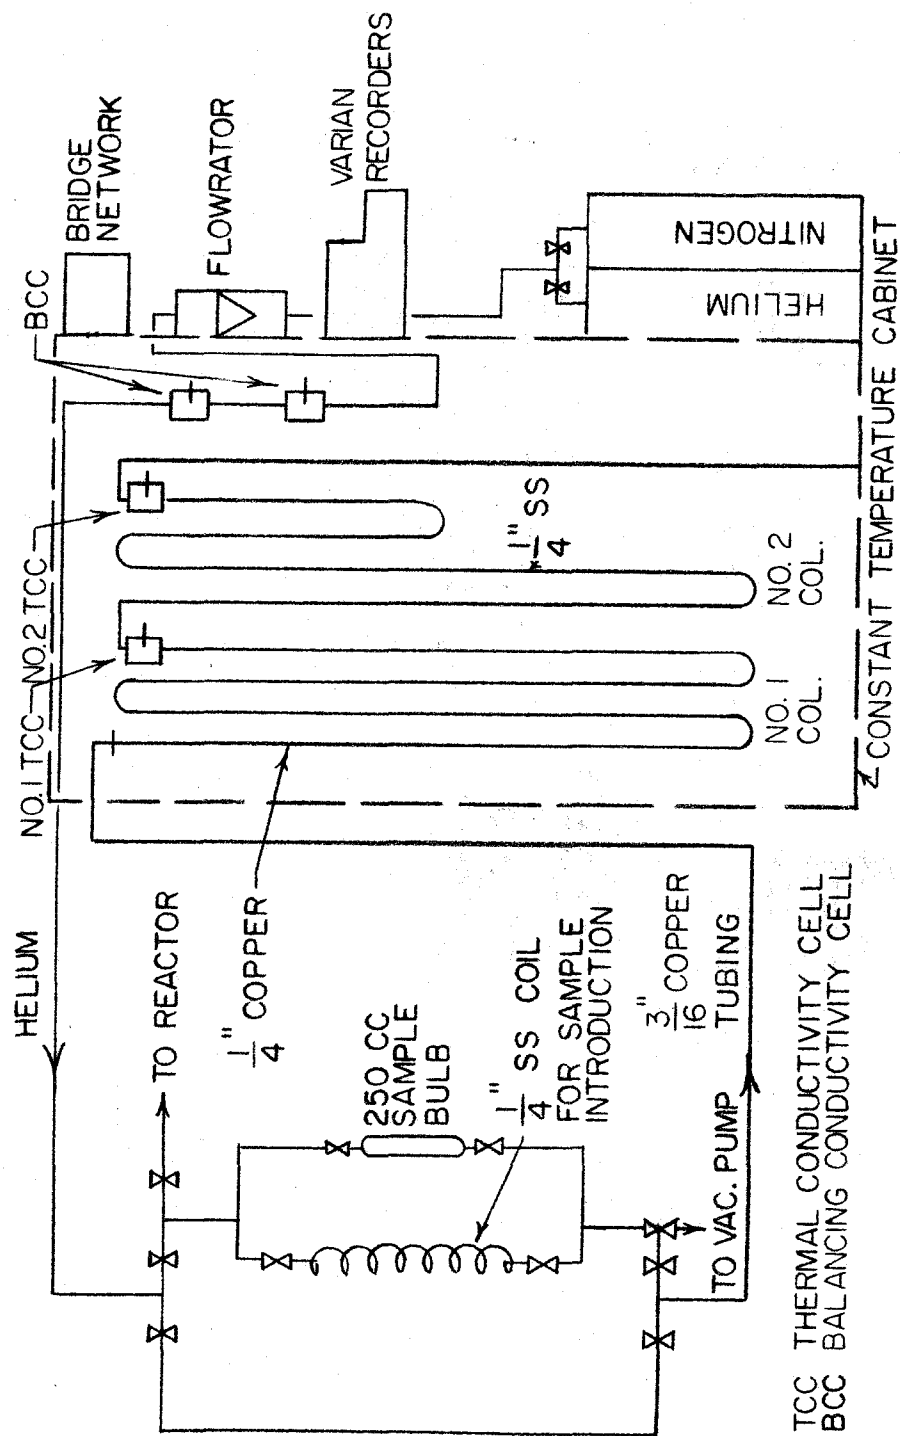 HELIUM
NO. 1 TCC
NO. 2 TCC
BCC
BRIDGE
NETWORK
FLOWRATOR
VARIAN
RECORDERS
TO REACTOR
1/4" COPPER
250 CC
SAMPLE
BULB
1/4" SS COIL
FOR SAMPLE
INTRODUCTION
3/16" COPPER
TUBING
TO VAC. PUMP
1/4" SS
NO. 1
COL.
NO. 2
COL.
HELIUM
NITROGEN
CONSTANT TEMPERATURE CABINET
TCC THERMAL CONDUCTIVITY CELL
BCC BALANCING CONDUCTIVITY CELL